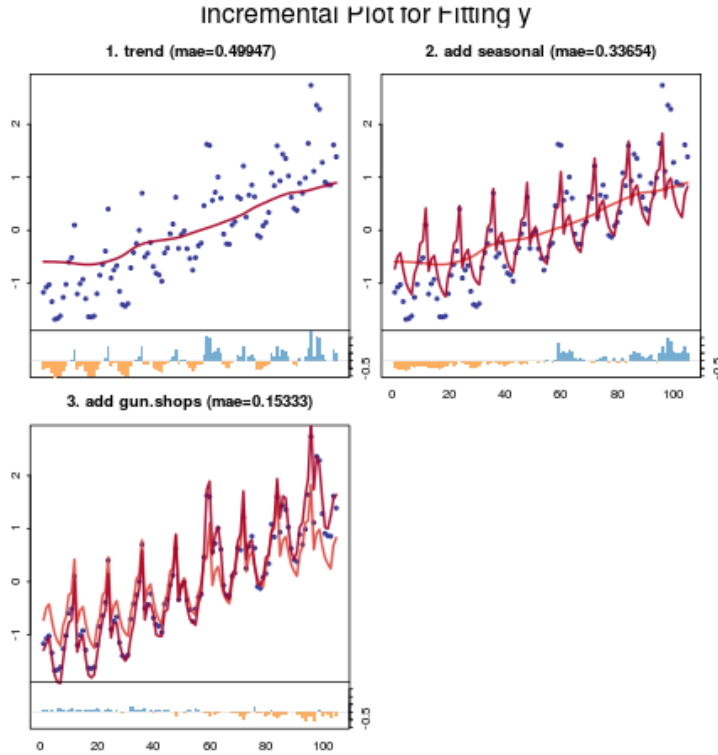 Incremental Plot for Fitting y
1. trend (mae=0.49947)
2. add seasonal (mae=0.33654)
2
1
0
-1
-0.5
2
1
0
-1
-0.5
0 20 40 60 80 100
3. add gun.shops (mae=0.15333)
2
1
0
-1
-0.5
0 20 40 60 80 100